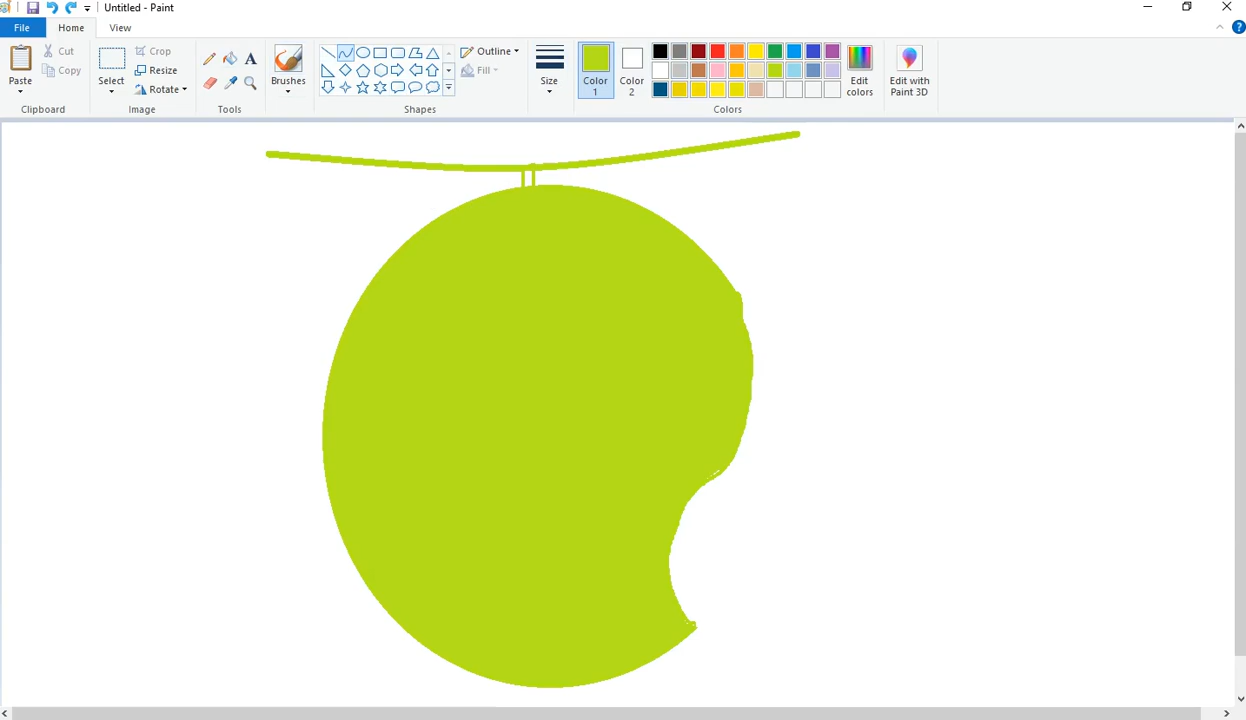 Untitled - Paint
File Home View
Paste
Cut
Copy
Clipboard
Select
Crop
Resize
Rotate
Image
A
Tools
Brushes
Outline
Fill
Shapes
Size
Color 1
Color 2
Colors
Edit colors
Edit with Paint 3D